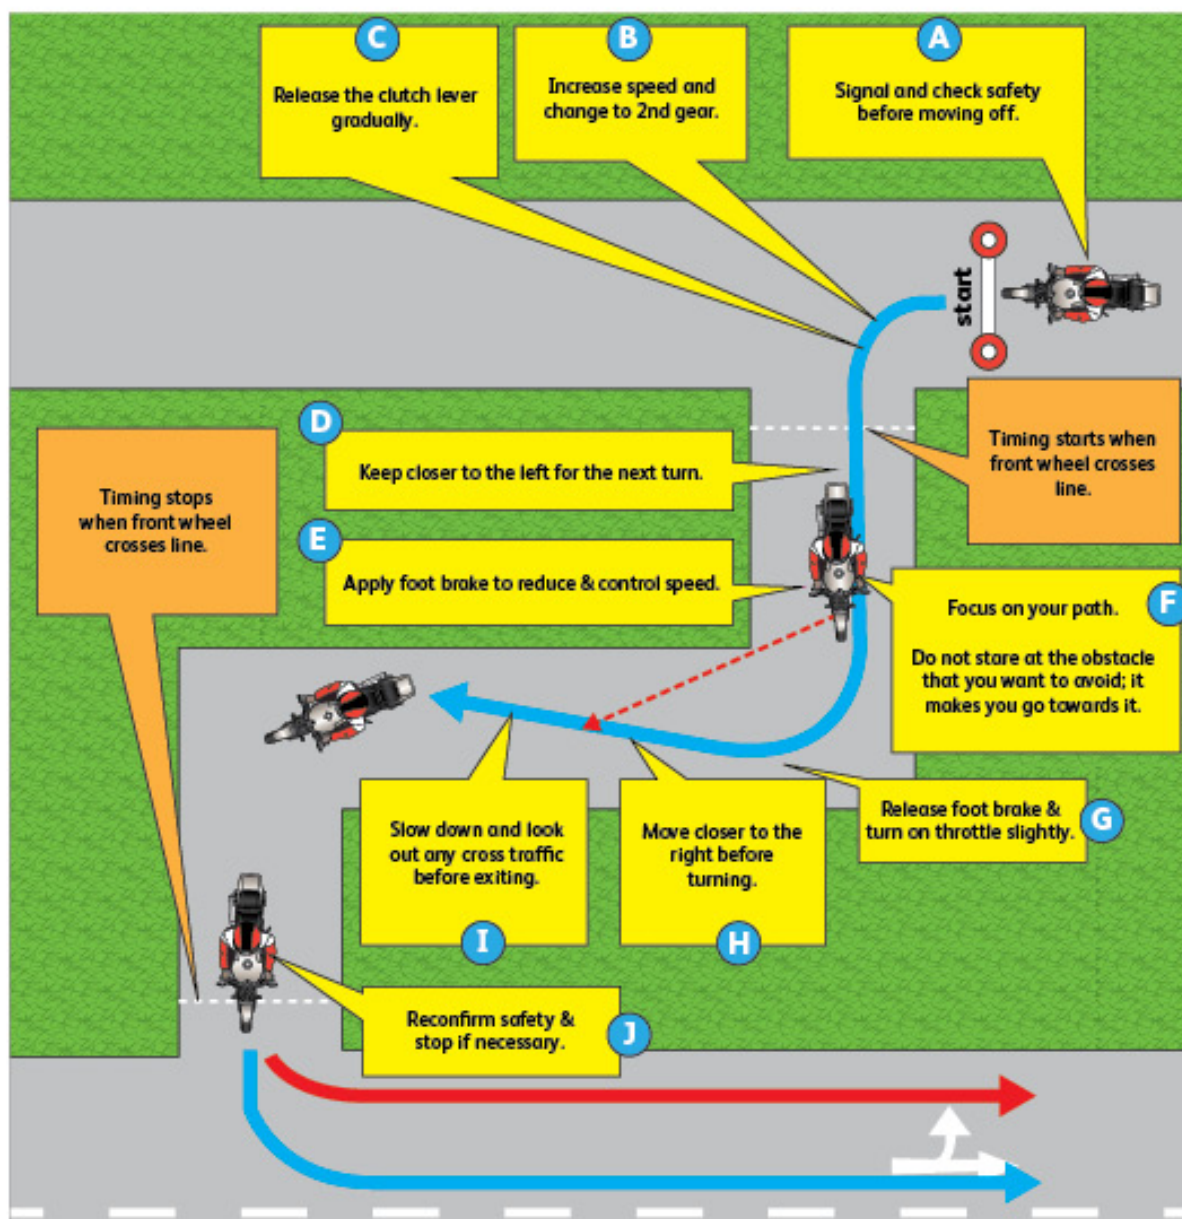 C
Release the clutch lever
gradually.
B
Increase speed and
change to 2nd gear.
A
Signal and check safety
before moving off.
start
D
Keep closer to the left for the next turn.
Timing starts when
front wheel crosses
line.
Timing stops
when front wheel
crosses line.
E
Apply foot brake to reduce & control speed.
F
Focus on your path.
Do not stare at the obstacle
that you want to avoid; it
makes you go towards it.
Release foot brake &
turn on throttle slightly.
G
Slow down and look
out any cross traffic
before exiting.
I
Move closer to the
right before
turning.
H
Reconfirm safety &
stop if necessary.
J